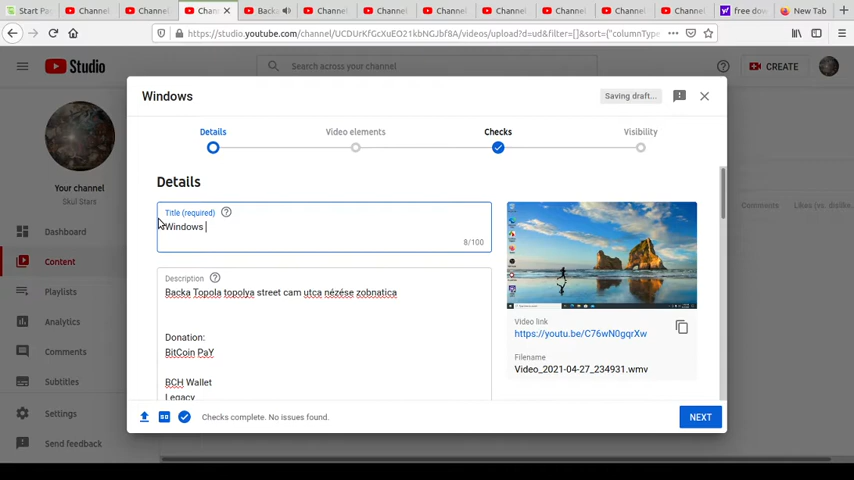 Start Pa
Channel
Channel
Chann
Backa
Channel
Channel
Channel
Channel
Channel
Channel
Channel
free dow
New Tab
https://studio.youtube.com/channel/UCDUrKfGcXuEO21kbNGJbf8A/videos/upload?d=ud&filter=[]&sort={"columnType
Studio
Search across your channel
CREATE
Windows
Saving draft...
Details
Video elements
Checks
Visibility
Details
Title (required)
Windows
8/100
Description
Backa Topola topolya street cam utca nézése zobnatica
Donation:
BitCoin PaY
BCH Wallet
Legacy
Video link
https://youtu.be/C76wN0gqrXw
Filename
Video_2021-04-27_234931.wmv
Checks complete. No issues found.
NEXT
Your channel
Skul Stars
Dashboard
Content
Playlists
Analytics
Comments
Subtitles
Settings
Send feedback
Comments
Likes (vs. dislike